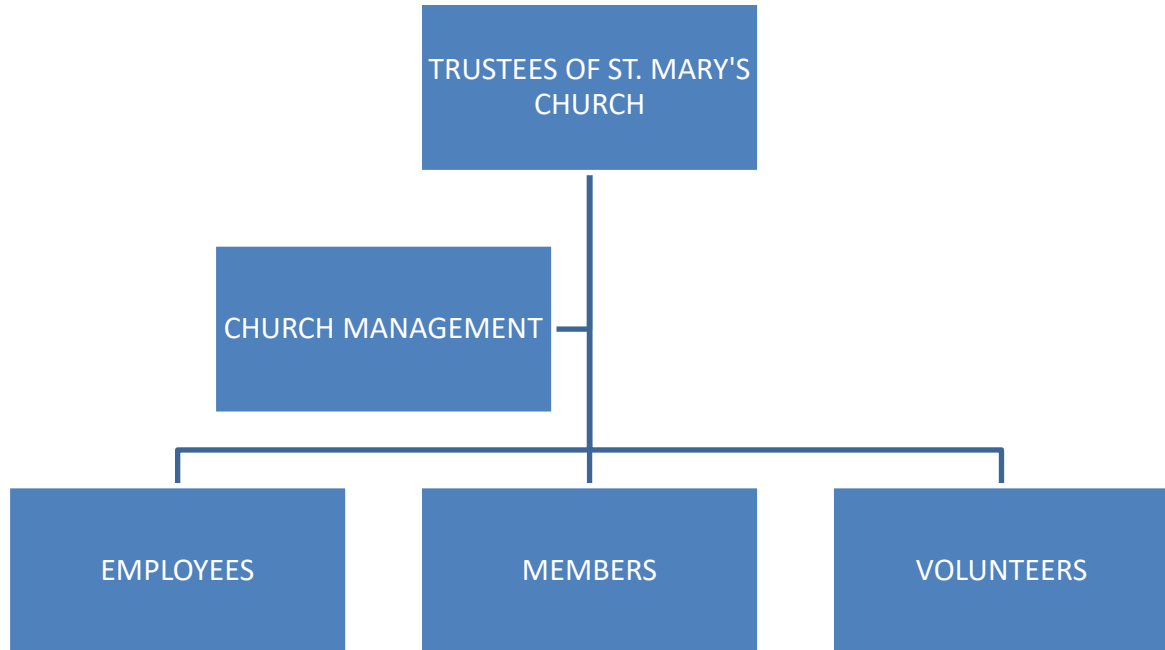 TRUSTEES OF ST. MARY'S
CHURCH
CHURCH MANAGEMENT
EMPLOYEES
MEMBERS
VOLUNTEERS